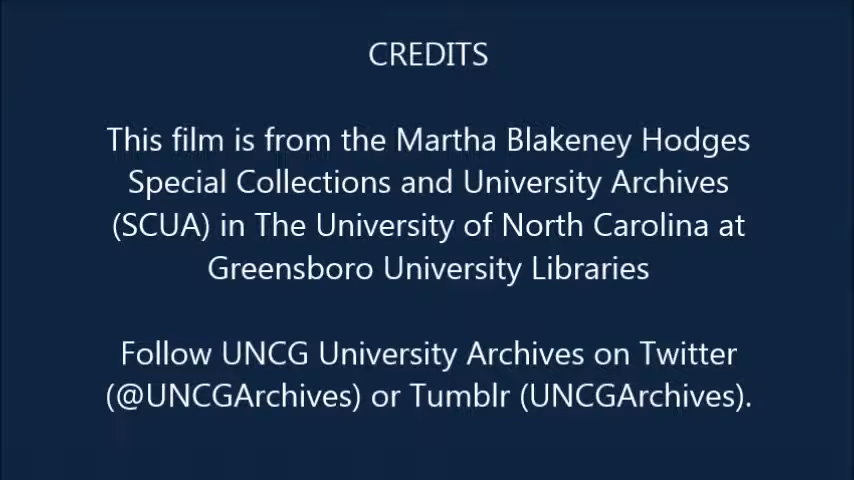 CREDITS
This film is from the Martha Blakeney Hodges
Special Collections and University Archives
(SCUA) in The University of North Carolina at
Greensboro University Libraries
Follow UNCG University Archives on Twitter
(@UNCGArchives) or Tumblr (UNCGArchives).